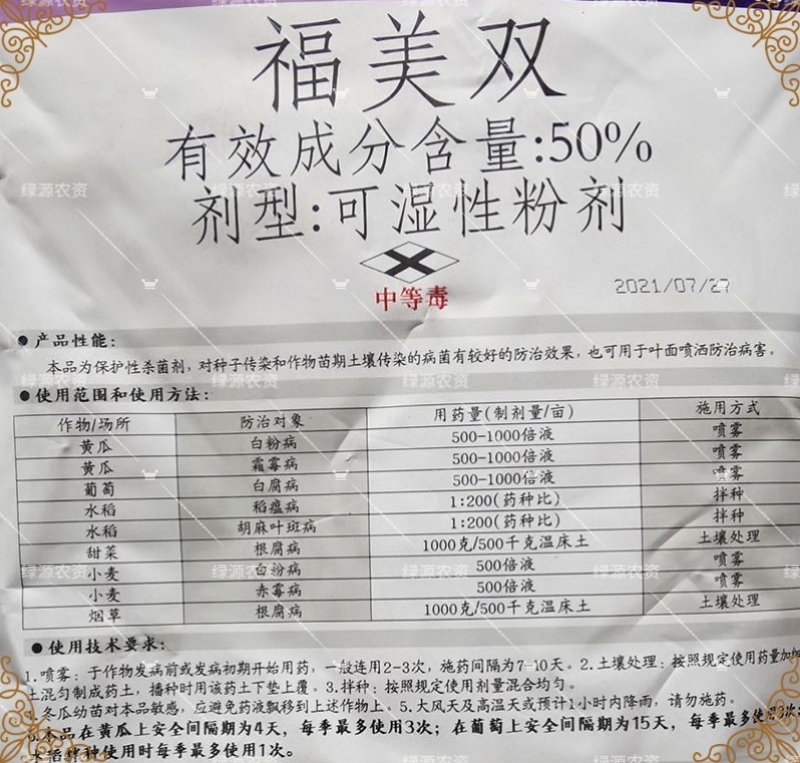 福美双
有效成分含量:50%
剂型:可湿性粉剂
中等毒
2021/07/27
●产品性能:
本品为保护性杀菌剂，对种子传染和作物苗期土壤传染的病菌有较好的防治效果，也可用于叶面喷洒防治病害。
●使用范围和使用方法:
作物/场所 防治对象 用药量(制剂量/亩) 施用方式
黄瓜 白粉病 500-1000倍液 喷雾
黄瓜 霜霉病 500-1000倍液 喷雾
葡萄 白腐病 500-1000倍液 喷雾
水稻 稻瘟病 1:200(药种比) 拌种
水稻 胡麻叶斑病 1:200(药种比) 拌种
甜菜 根腐病 1000克/500千克温床土 土壤处理
小麦 白粉病 500倍液 喷雾
小麦 赤霉病 500倍液 喷雾
烟草 根腐病 1000克/500千克温床土 土壤处理
●使用技术要求:
1.喷雾：于作物发病前或发病初期开始用药，一般连用2-3次，施药间隔为7-10天。2.土壤处理：按照规定使用药量加细
土混匀制成药土，播种时用该药土下垫上覆。3.拌种：按照规定使用剂量混合均匀。
4.冬瓜幼苗对本品敏感，应避免药液飘移到上述作物上。5.大风天及高温天或预计1小时内降雨，请勿施药。
6.本品在黄瓜上安全间隔期为4天，每季最多使用3次；在葡萄上安全间隔期为15天，每季最多使用3次；
水稻拌种使用时每季最多使用1次。
绿源农资